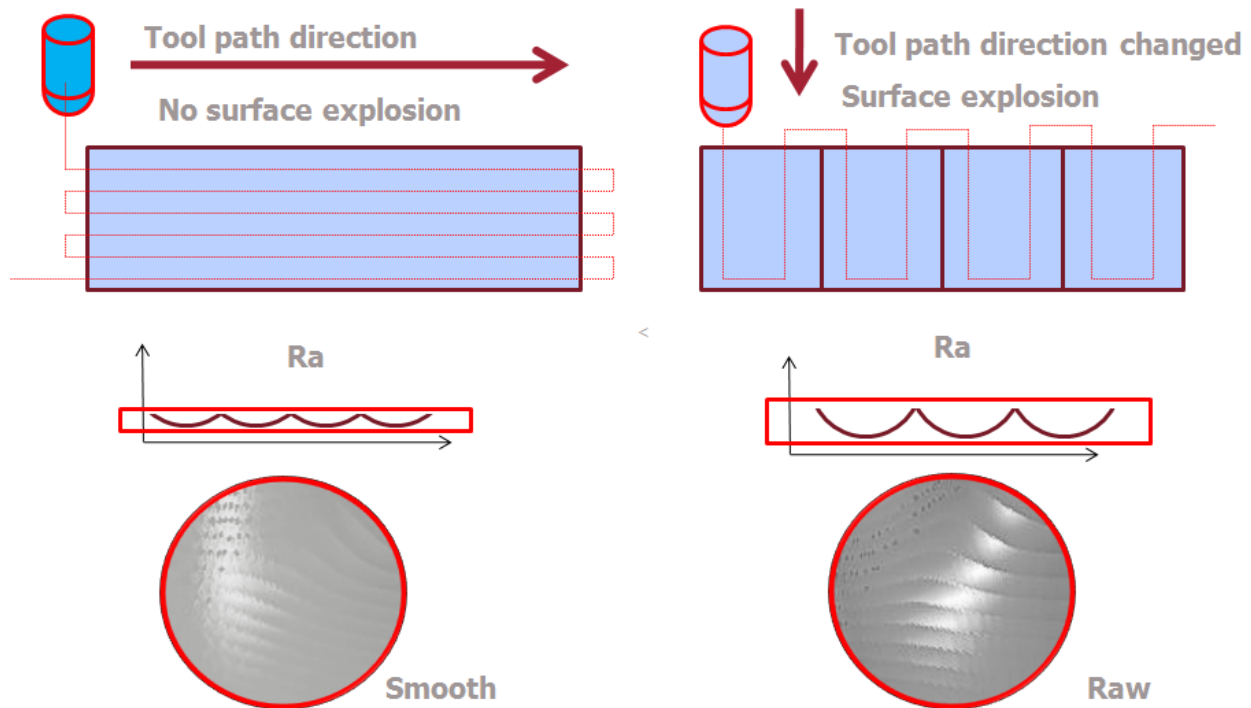 Tool path direction
No surface explosion
Tool path direction changed
Surface explosion
<
Ra
Ra
Smooth
Raw